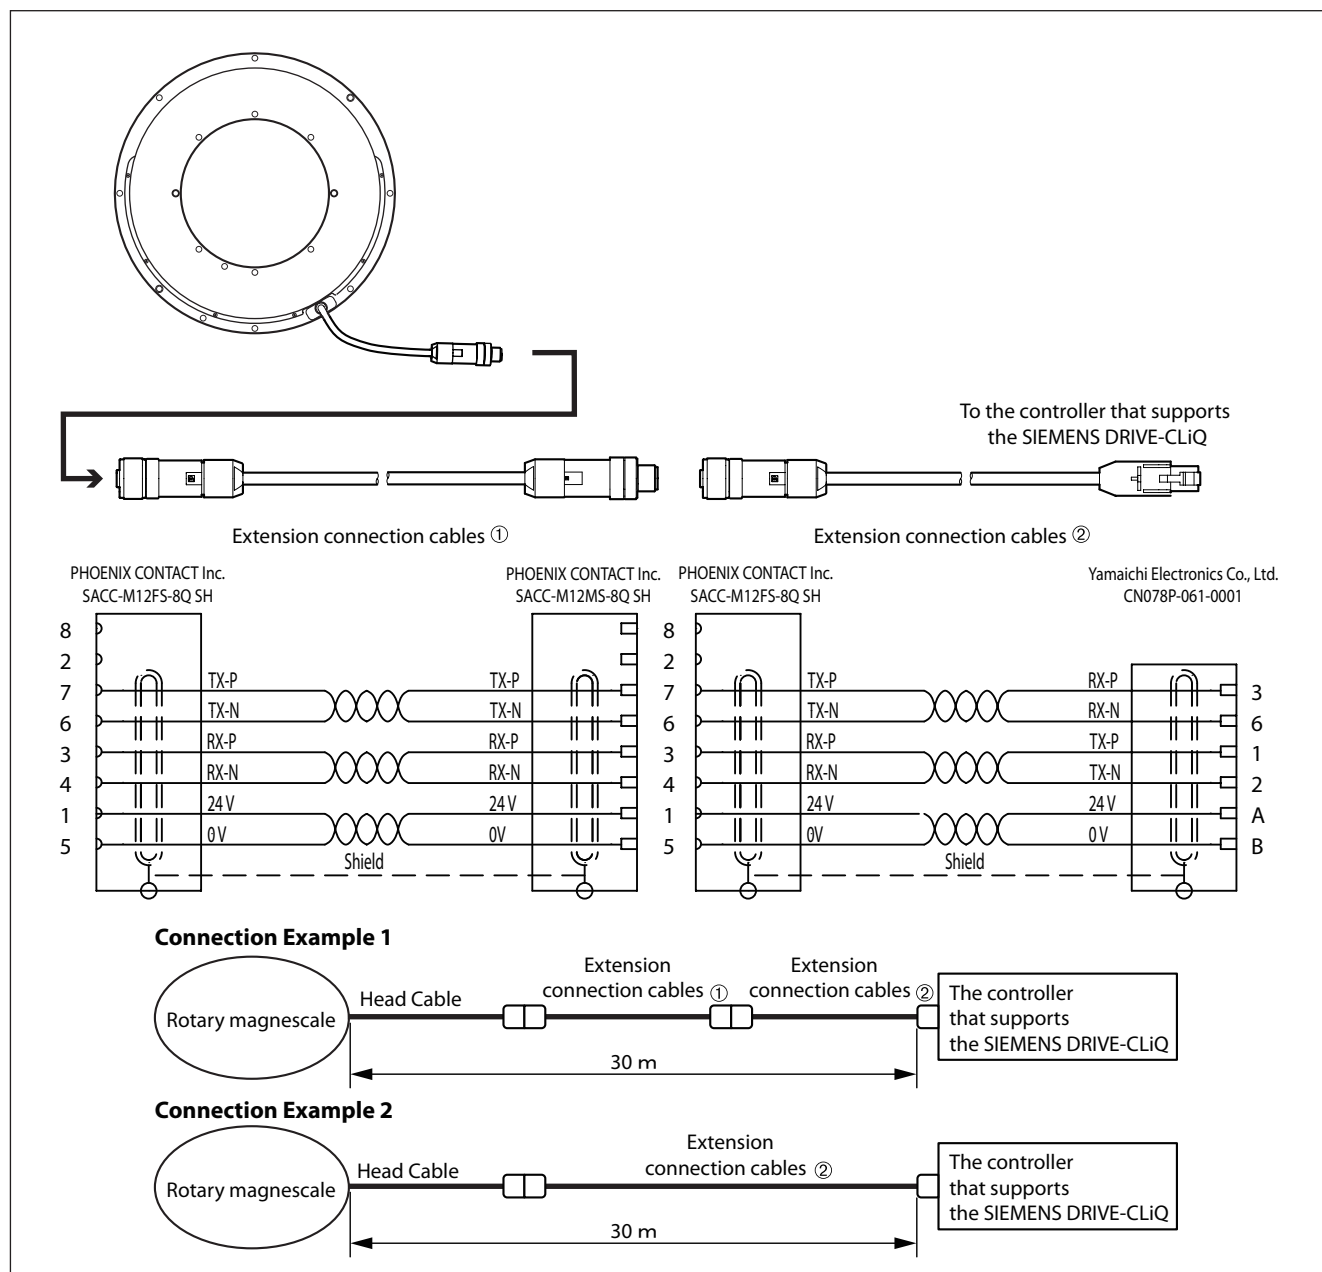 To the controller that supports
the SIEMENS DRIVE-CLiQ
Extension connection cables ①
Extension connection cables ②
PHOENIX CONTACT Inc.
SACC-M12FS-8Q SH
PHOENIX CONTACT Inc.
SACC-M12MS-8Q SH
PHOENIX CONTACT Inc.
SACC-M12FS-8Q SH
Yamaichi Electronics Co., Ltd.
CN078P-061-0001
8
2
7 TX-P TX-P
6 TX-N TX-N
3 RX-P RX-P
4 RX-N RX-N
1 24 V 24 V
5 0 V 0V
Shield
8
2
7 TX-P RX-P 3
6 TX-N RX-N 6
3 RX-P TX-P 1
4 RX-N TX-N 2
1 24 V 24 V A
5 0V 0 V B
Shield
Connection Example 1
Rotary magnescale
Head Cable
Extension
connection cables ①
Extension
connection cables ②
The controller
that supports
the SIEMENS DRIVE-CLiQ
30 m
Connection Example 2
Rotary magnescale
Head Cable
Extension
connection cables ②
The controller
that supports
the SIEMENS DRIVE-CLiQ
30 m